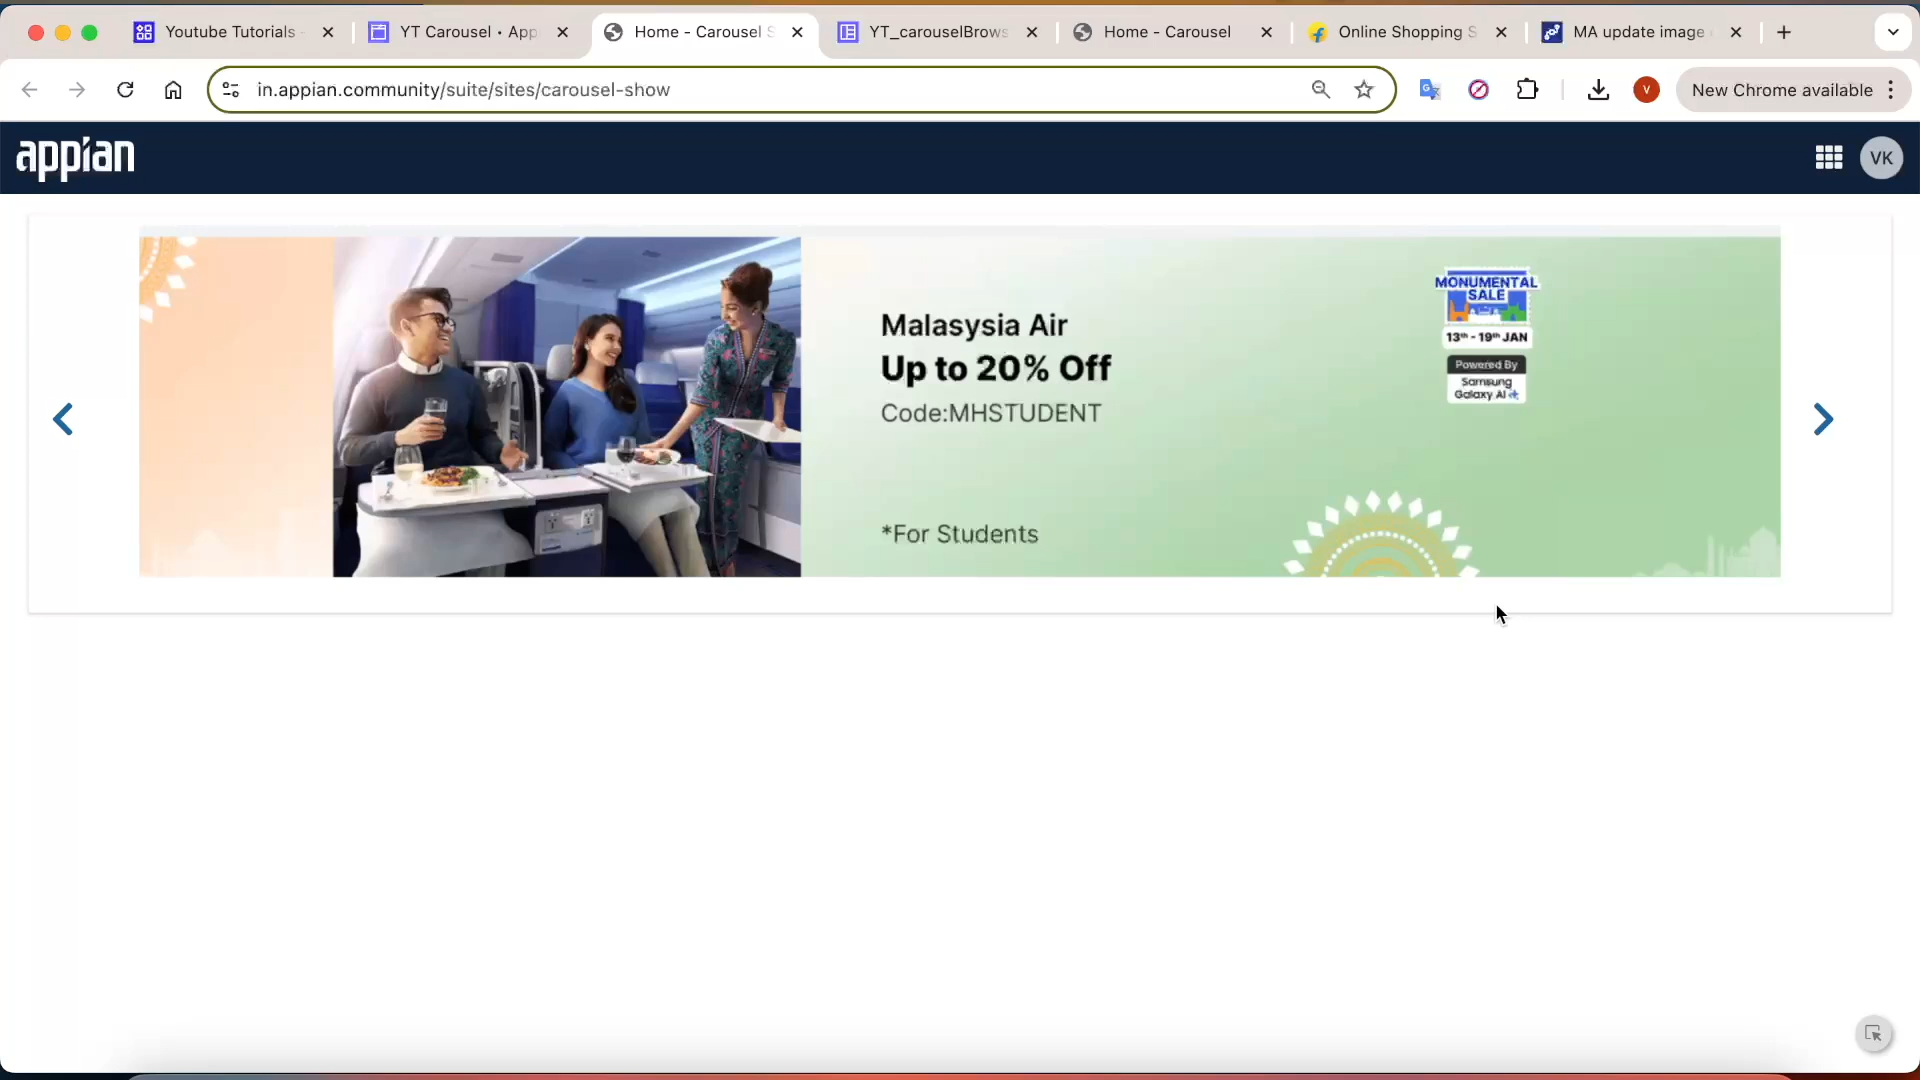 Youtube Tutorials
YT Carousel • App
Home - Carousel S
YT_carouselBrows
Home - Carousel
Online Shopping S
MA update image
in.appian.community/suite/sites/carousel-show
V
New Chrome available
appian
VK
Malasysia Air
Up to 20% Off
Code:MHSTUDENT
*For Students
MONUMENTAL
SALE
13th - 19th JAN
Powered By
Samsung
Galaxy AI